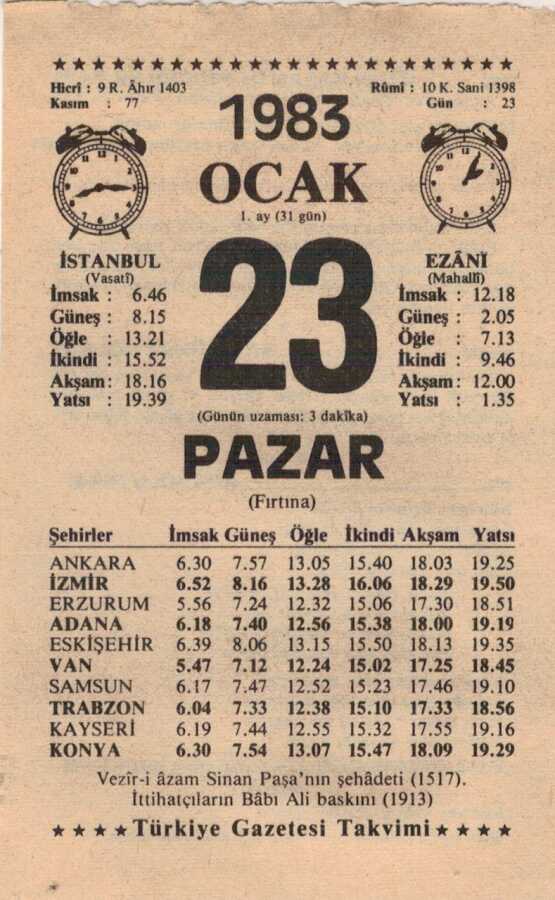 ★★★★★★★★★★★★★★★★★★★★★★★★★★
Hicrî : 9 R. Âhır 1403
Kasım : 77
Rûmî : 10 K. Sani 1398
Gün : 23
1983
OCAK
1. ay (31 gün)
23
(Günün uzaması: 3 dakîka)
PAZAR
(Fırtına)
İSTANBUL
(Vasatî)
İmsak : 6.46
Güneş : 8.15
Öğle : 13.21
İkindi : 15.52
Akşam: 18.16
Yatsı : 19.39
EZÂNÎ
(Mahallî)
İmsak : 12.18
Güneş : 2.05
Öğle : 7.13
İkindi : 9.46
Akşam: 12.00
Yatsı : 1.35
Şehirler İmsak Güneş Öğle İkindi Akşam Yatsı
ANKARA 6.30 7.57 13.05 15.40 18.03 19.25
İZMİR 6.52 8.16 13.28 16.06 18.29 19.50
ERZURUM 5.56 7.24 12.32 15.06 17.30 18.51
ADANA 6.18 7.40 12.56 15.38 18.00 19.19
ESKİŞEHİR 6.39 8.06 13.15 15.50 18.13 19.35
VAN 5.47 7.12 12.24 15.02 17.25 18.45
SAMSUN 6.17 7.47 12.52 15.23 17.46 19.10
TRABZON 6.04 7.33 12.38 15.10 17.33 18.56
KAYSERİ 6.19 7.44 12.55 15.32 17.55 19.16
KONYA 6.30 7.54 13.07 15.47 18.09 19.29
Vezîr-i âzam Sinan Paşa'nın şehâdeti (1517).
İttihatçıların Bâbı Ali baskını (1913)
★★★★Türkiye Gazetesi Takvimi★★★★